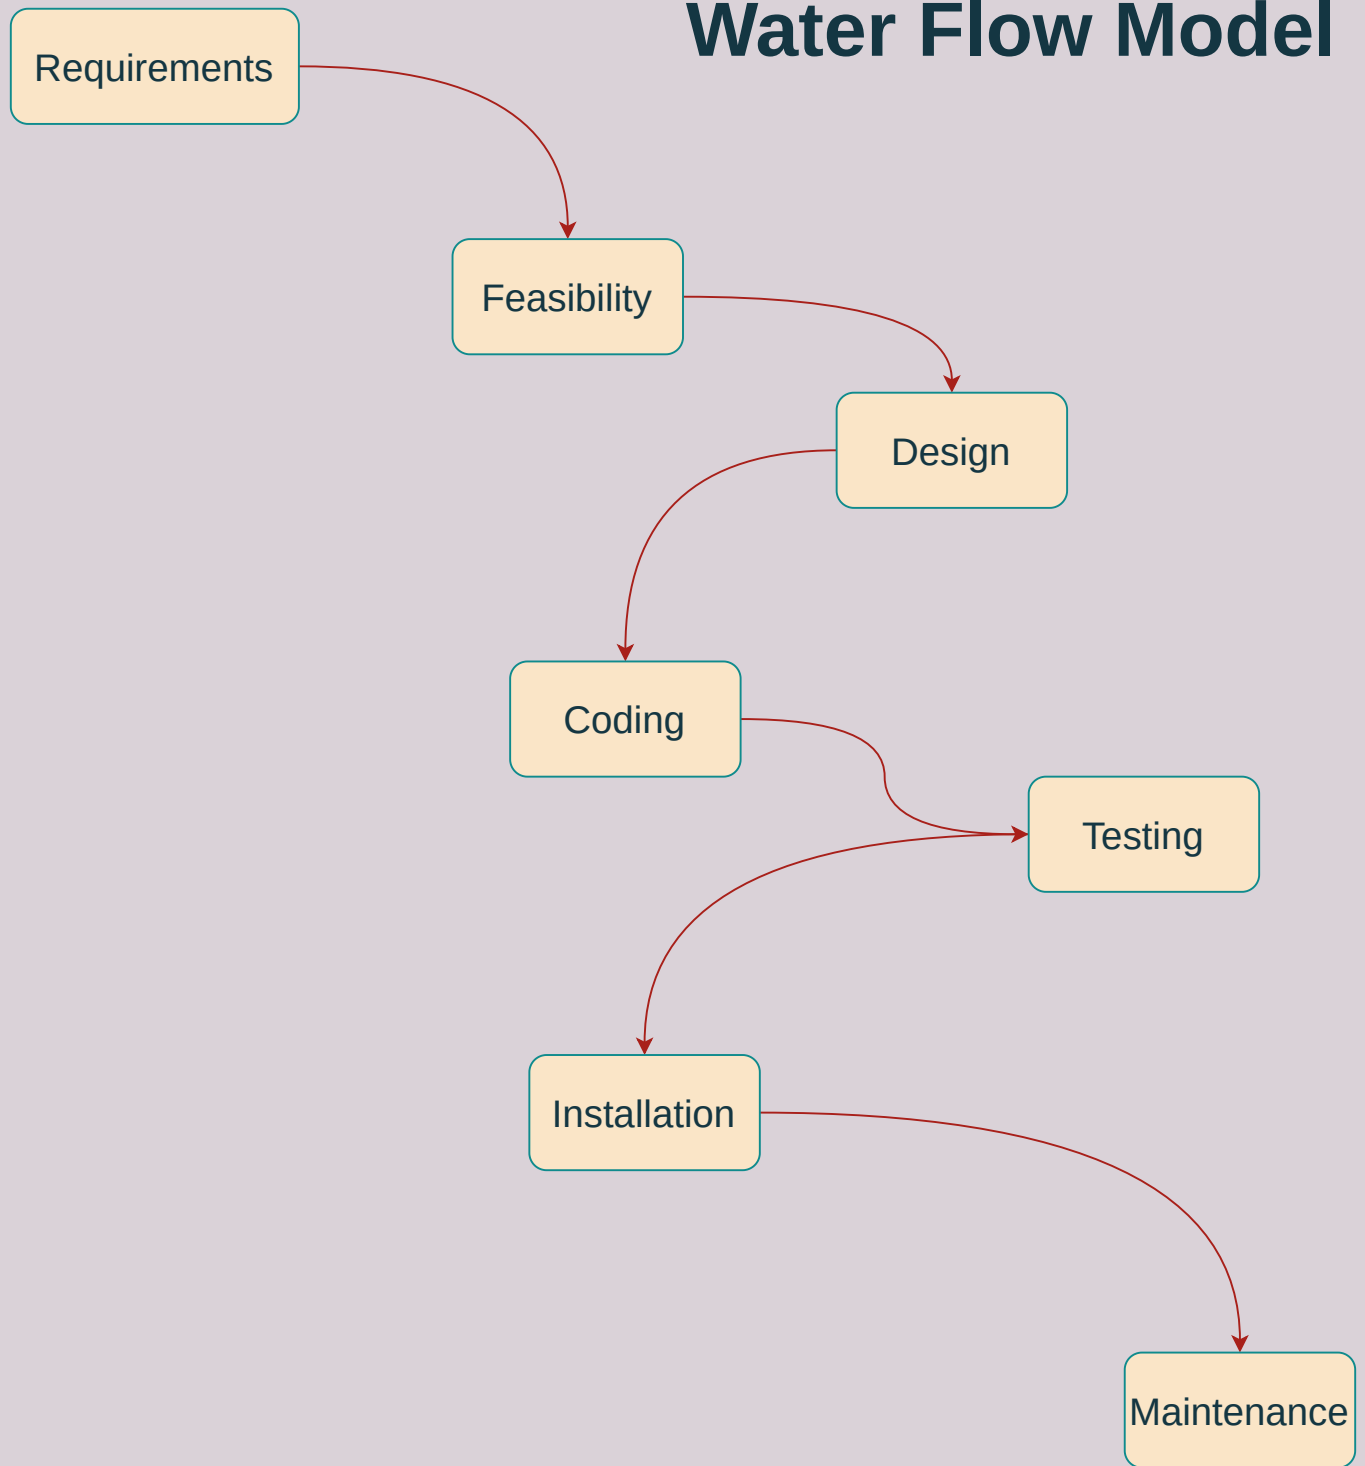 Water Flow Model
Requirements
Feasibility
Design
Coding
Testing
Installation
Maintenance